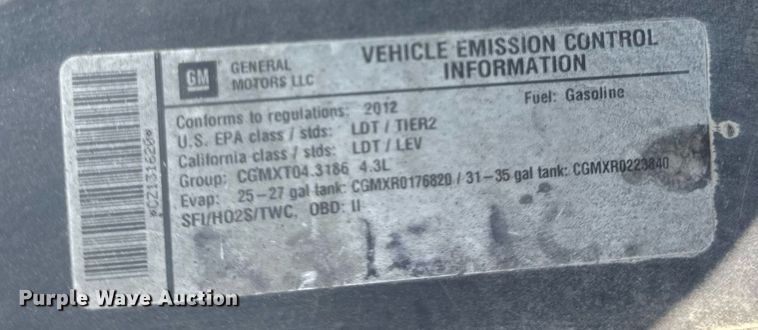 GM
GENERAL
MOTORS LLC
VEHICLE EMISSION CONTROL
INFORMATION
Conforms to regulations: 2012
Fuel: Gasoline
U.S. EPA class / stds: LDT / TIER2
California class / stds: LDT / LEV
Group: CGMXT04.3186 4.3L
Evap: 25-27 gal tank: CGMXR0176820 / 31-35 gal tank: CGMXR0223840
SFI/HO2S/TWC, OBD: II
*CZ131620*
Purple Wave Auction